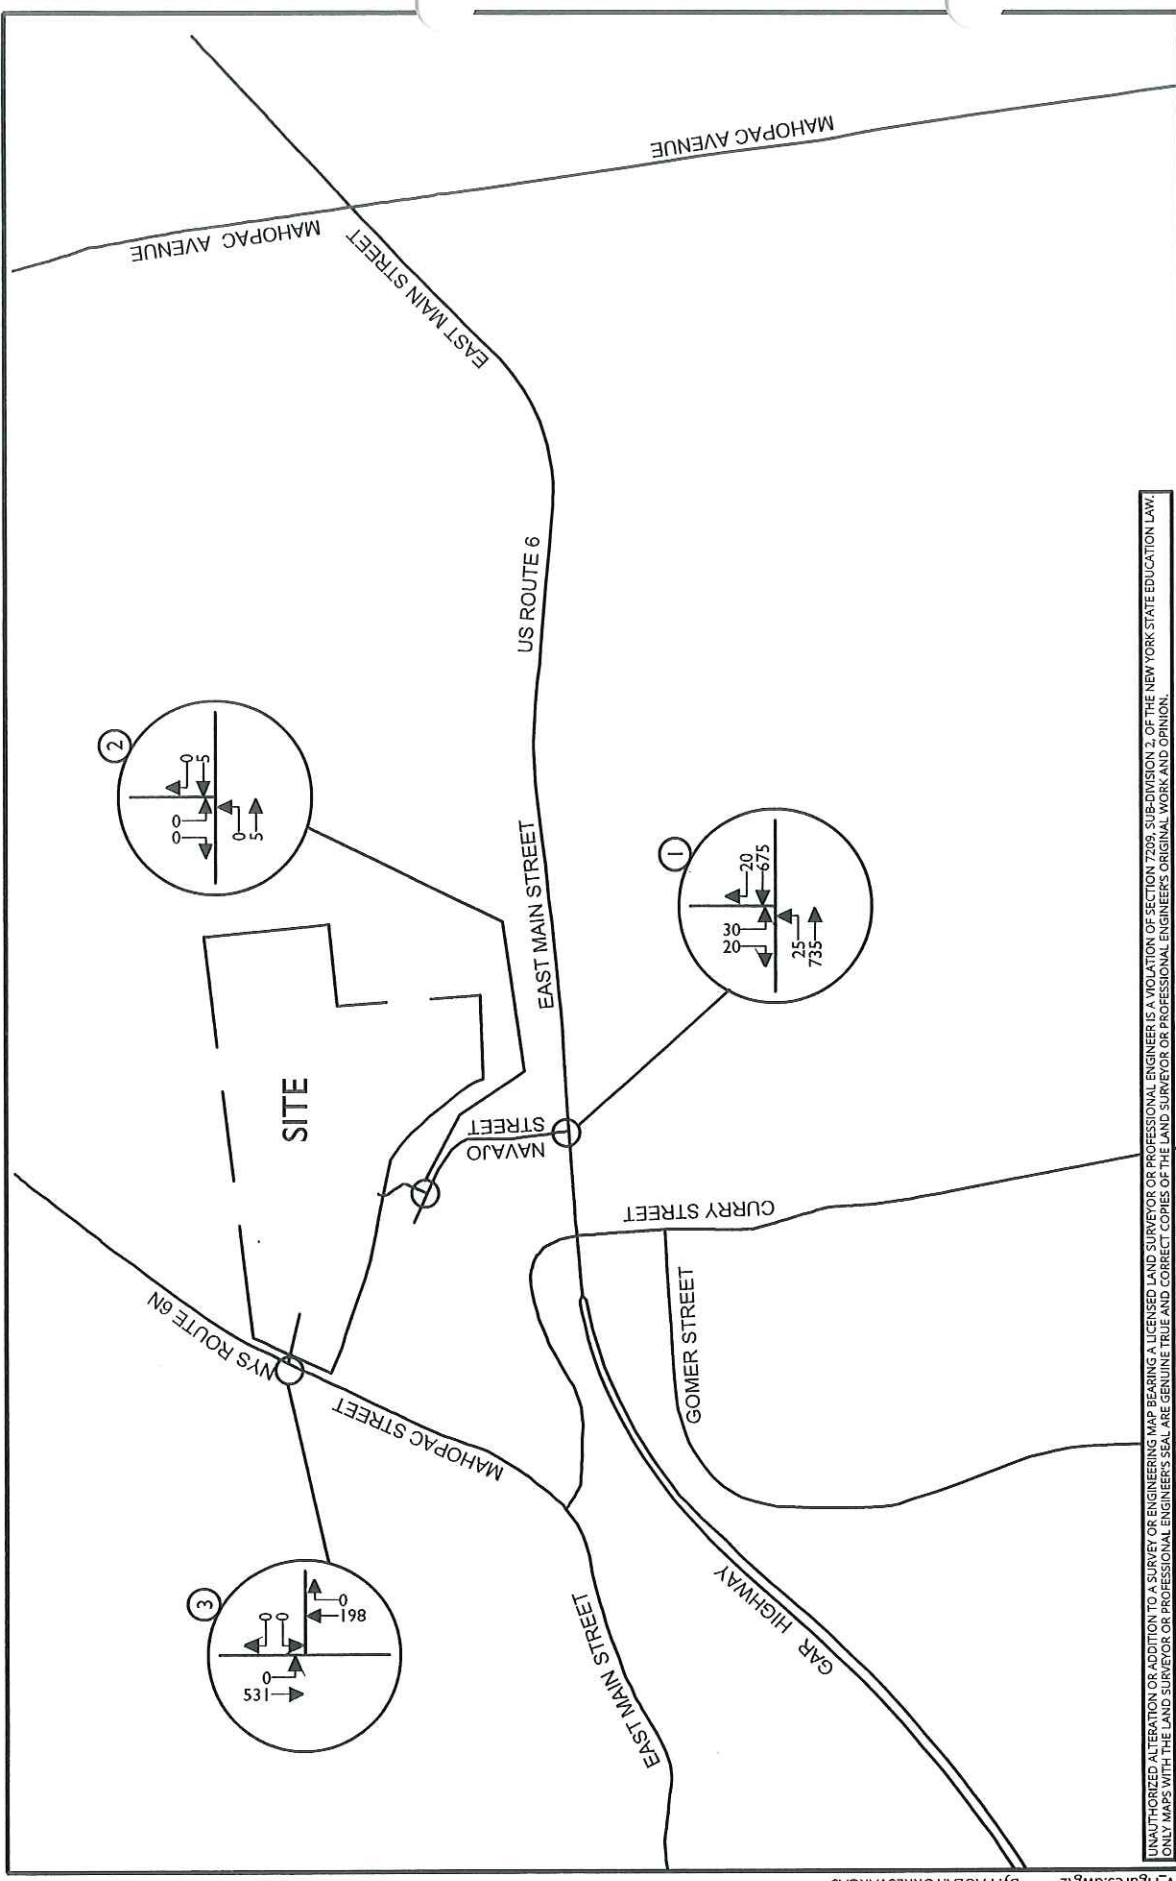 MAHOPAC AVENUE
MAHOPAC AVENUE
EAST MAIN STREET
US ROUTE 6
EAST MAIN STREET
2
0
5
0
0
0
5
1
20
675
30
20
25
735
SITE
NAVAJO
STREET
CURRY STREET
GOMER STREET
NYS ROUTE 6N
MAHOPAC STREET
3
0
0
0
198
0
531
EAST MAIN STREET
GAR HIGHWAY
UNAUTHORIZED ALTERATION OR ADDITION TO A SURVEY OR ENGINEERING MAP BEARING A LICENSED LAND SURVEYOR OR PROFESSIONAL ENGINEER IS A VIOLATION OF SECTION 7209, SUB-DIVISION 2, OF THE NEW YORK STATE EDUCATION LAW.
ONLY MAPS WITH THE LAND SURVEYOR OR PROFESSIONAL ENGINEER'S SEAL ARE GENUINE TRUE AND CORRECT COPIES OF THE LAND SURVEYOR OR PROFESSIONAL ENGINEER'S ORIGINAL WORK AND OPINION.